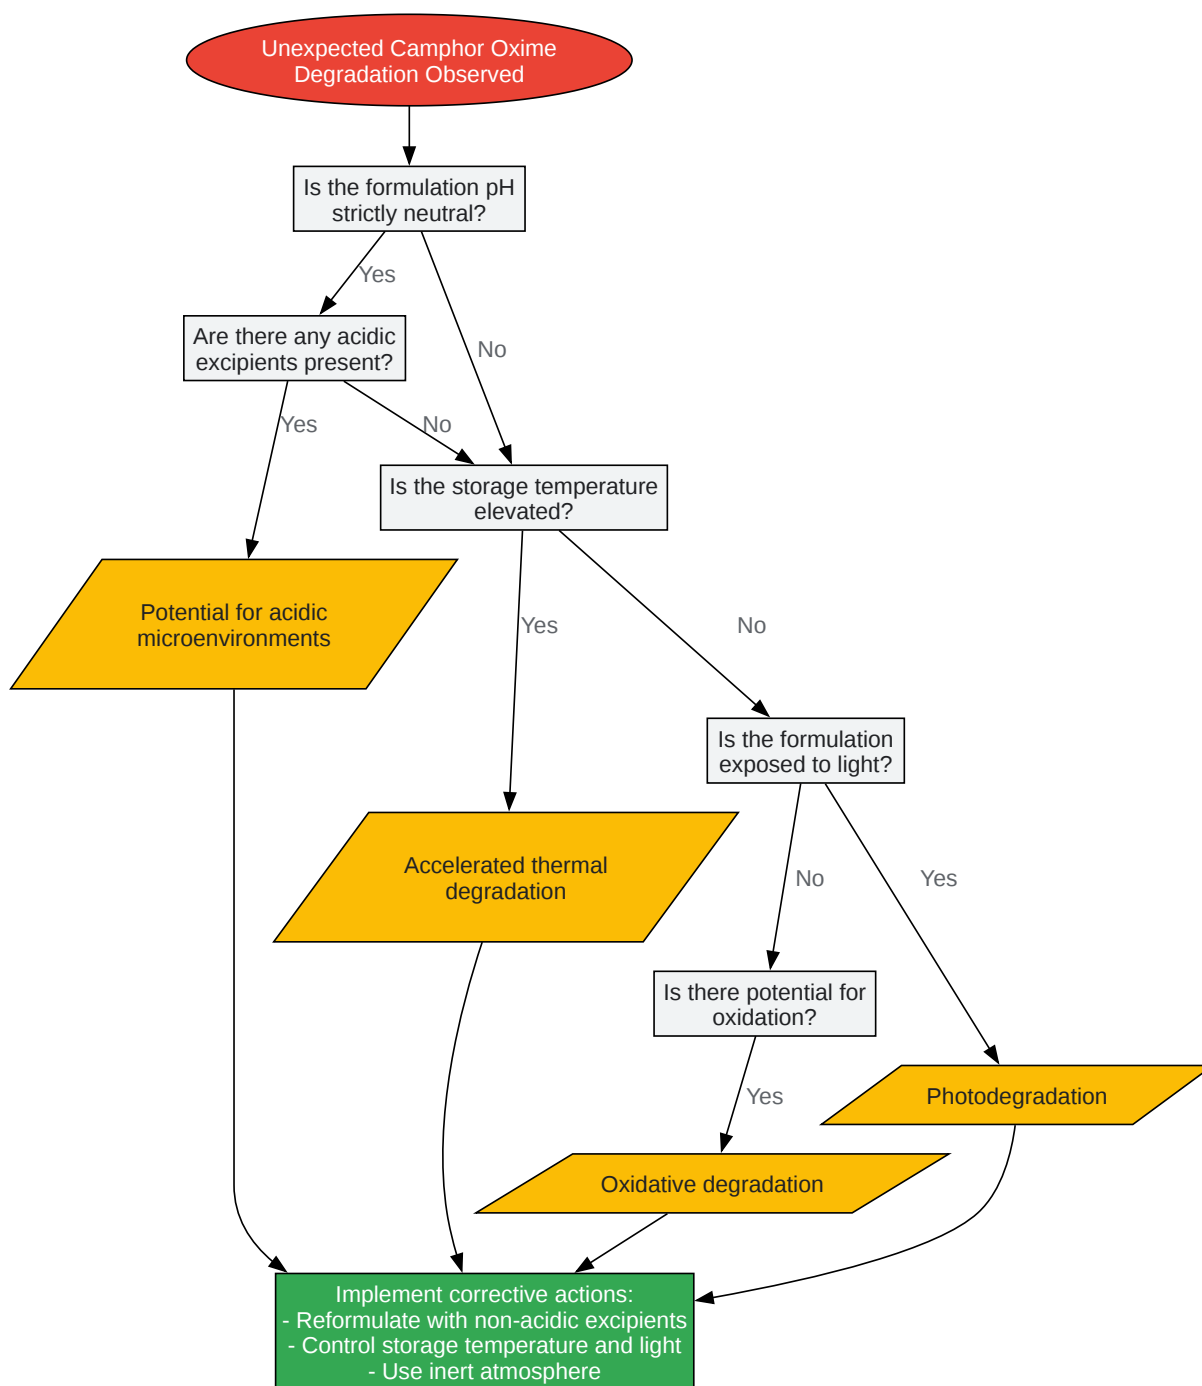 Unexpected Camphor Oxime
Degradation Observed
Is the formulation pH
strictly neutral?
Yes
No
Are there any acidic
excipients present?
Yes
No
Is the storage temperature
elevated?
Potential for acidic
microenvironments
Yes
No
Is the formulation
exposed to light?
Accelerated thermal
degradation
No
Yes
Is there potential for
oxidation?
Yes
Photodegradation
Oxidative degradation
Implement corrective actions:
- Reformulate with non-acidic excipients
- Control storage temperature and light
- Use inert atmosphere